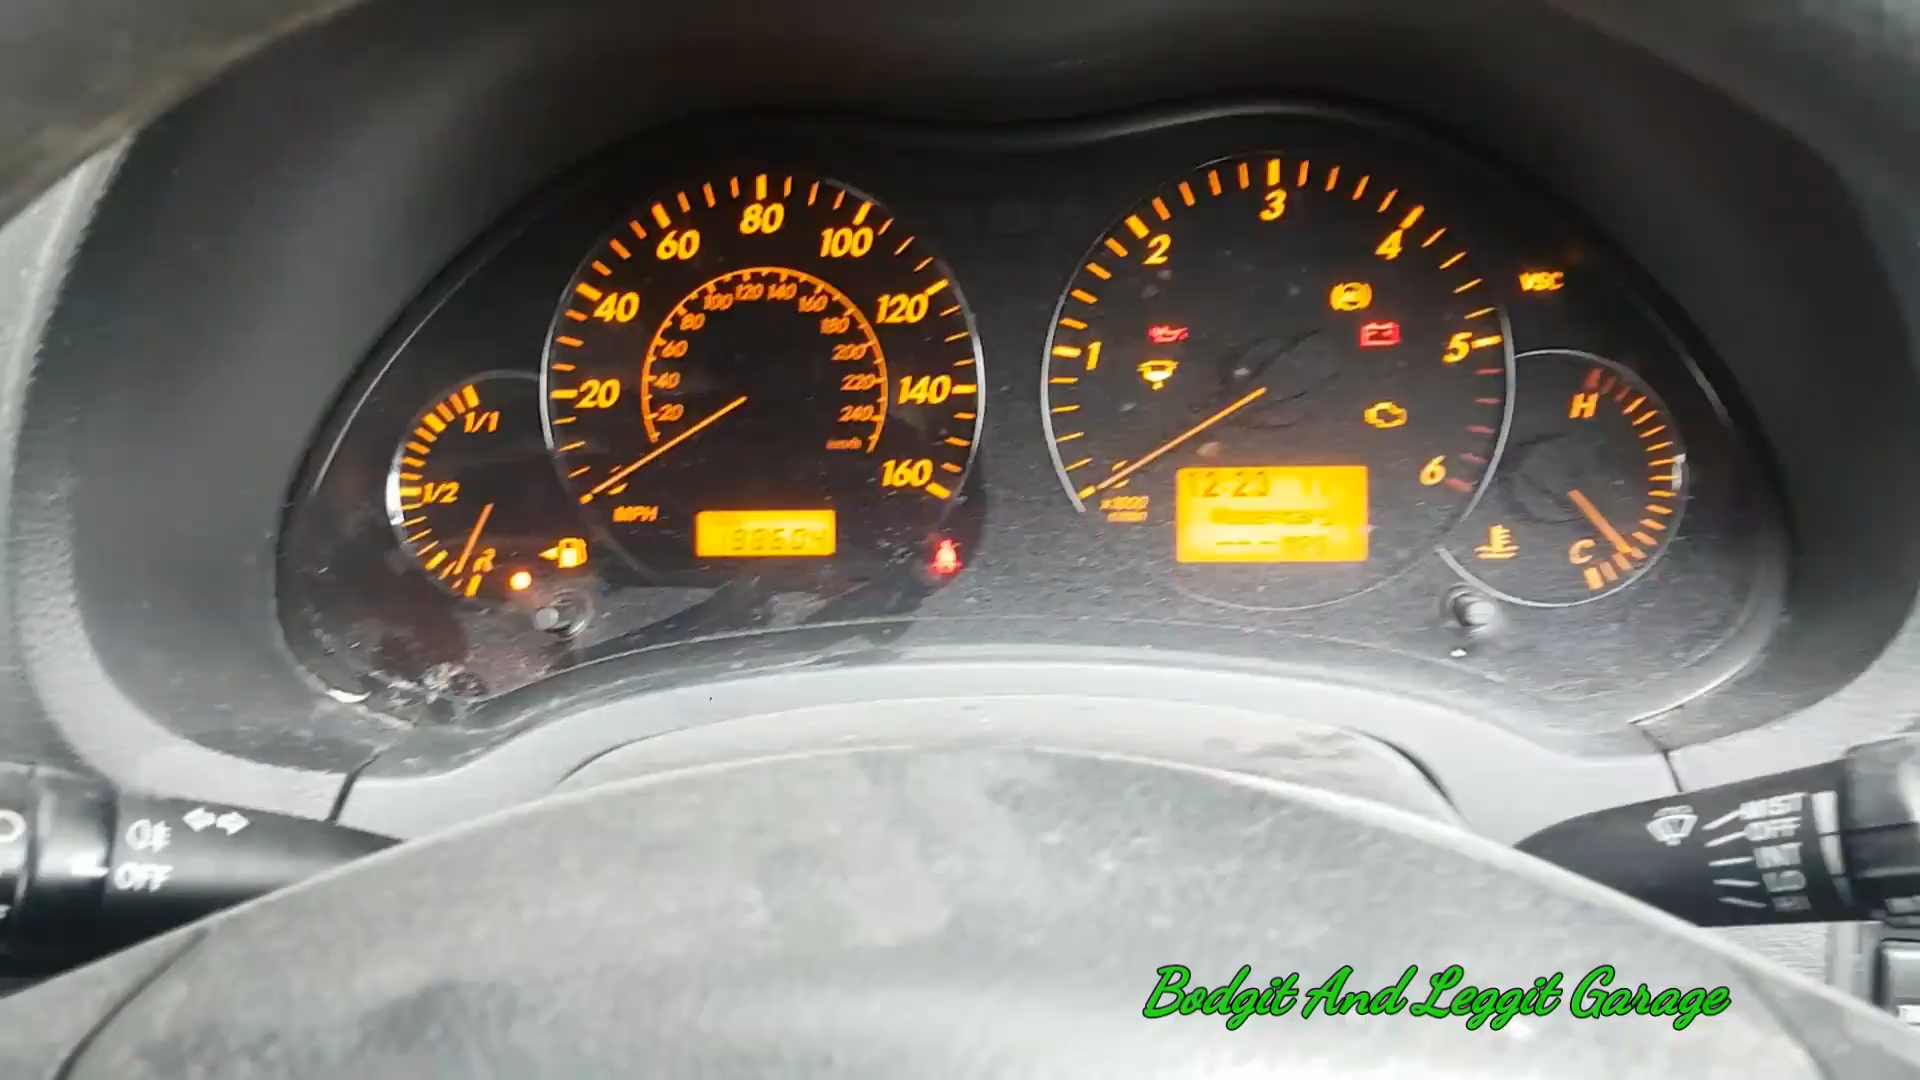 20
40
60
80
100
120
140
160
20
40
60
80
100
120
140
160
180
200
220
240
km/h
MPH
1/1
1/2
R
1
2
3
4
5
6
x1000
12:23
VSC
H
C
OFF
MIST
OFF
INT
LO
Bodgit And Leggit Garage